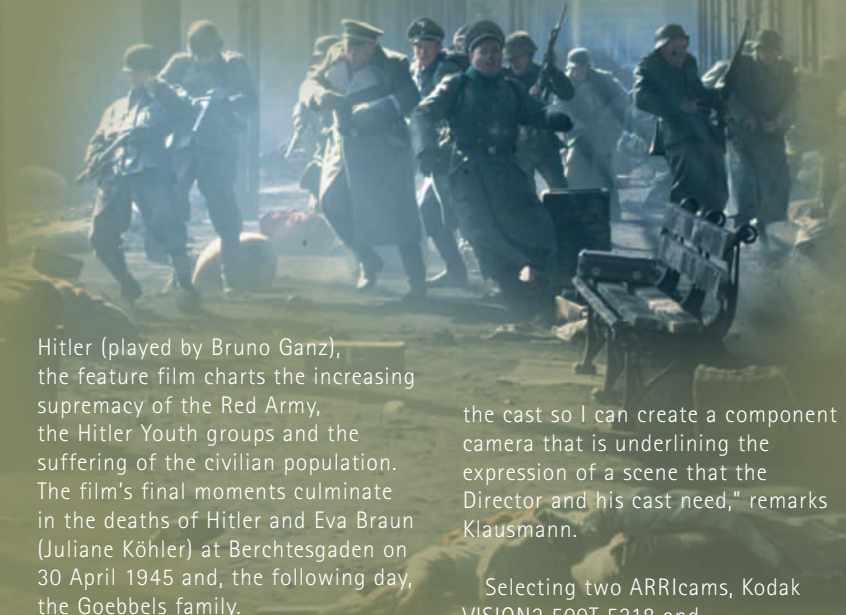 Hitler (played by Bruno Ganz),
the feature film charts the increasing
supremacy of the Red Army,
the Hitler Youth groups and the
suffering of the civilian population.
The film's final moments culminate
in the deaths of Hitler and Eva Braun
(Juliane Köhler) at Berchtesgaden on
30 April 1945 and, the following day,
the Goebbels family.
the cast so I can create a component
camera that is underlining the
expression of a scene that the
Director and his cast need,” remarks
Klausmann.
Selecting two ARRIcams, Kodak
VISION2 500T 5218 and